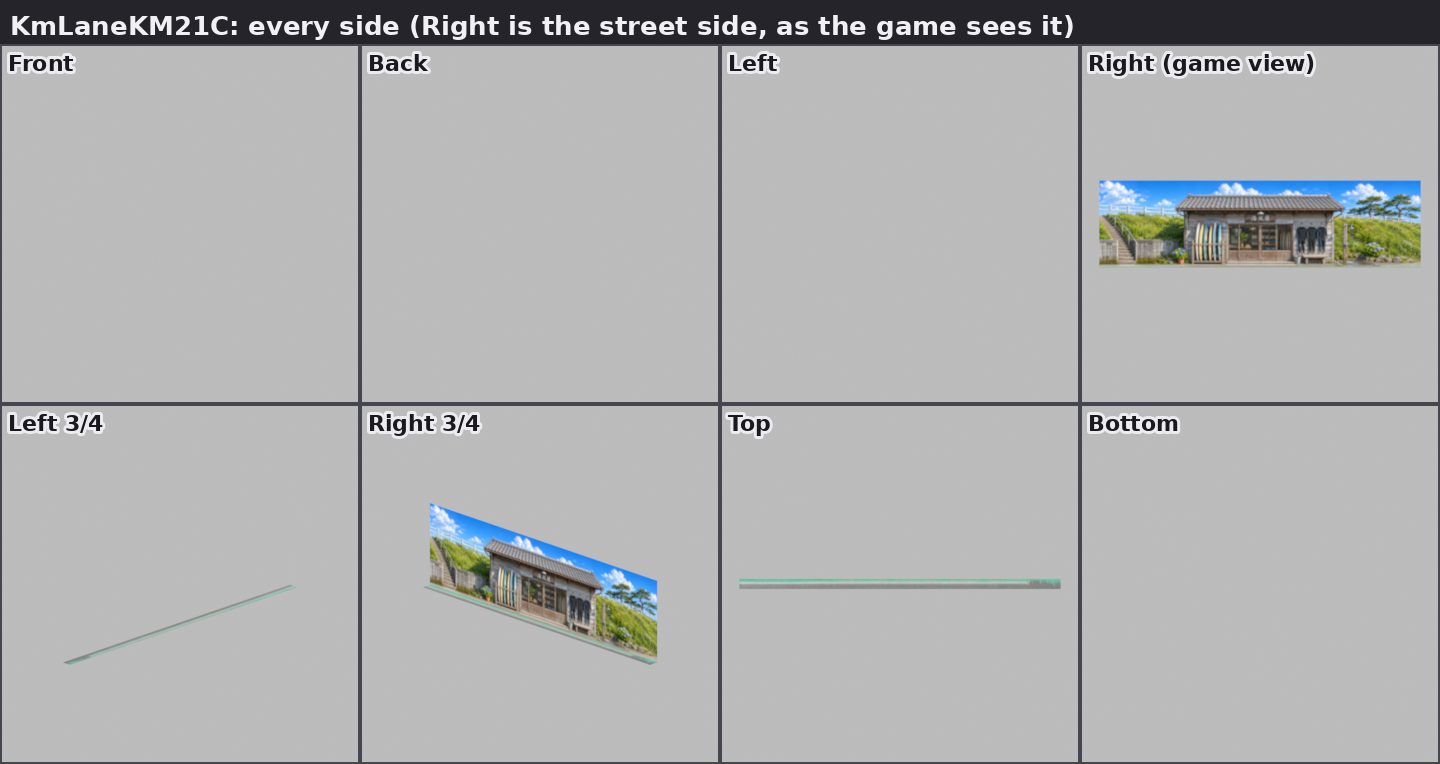 KmLaneKM21C: every side (Right is the street side, as the game sees it)
Front
Back
Left
Right (game view)
Left 3/4
Right 3/4
Top
Bottom